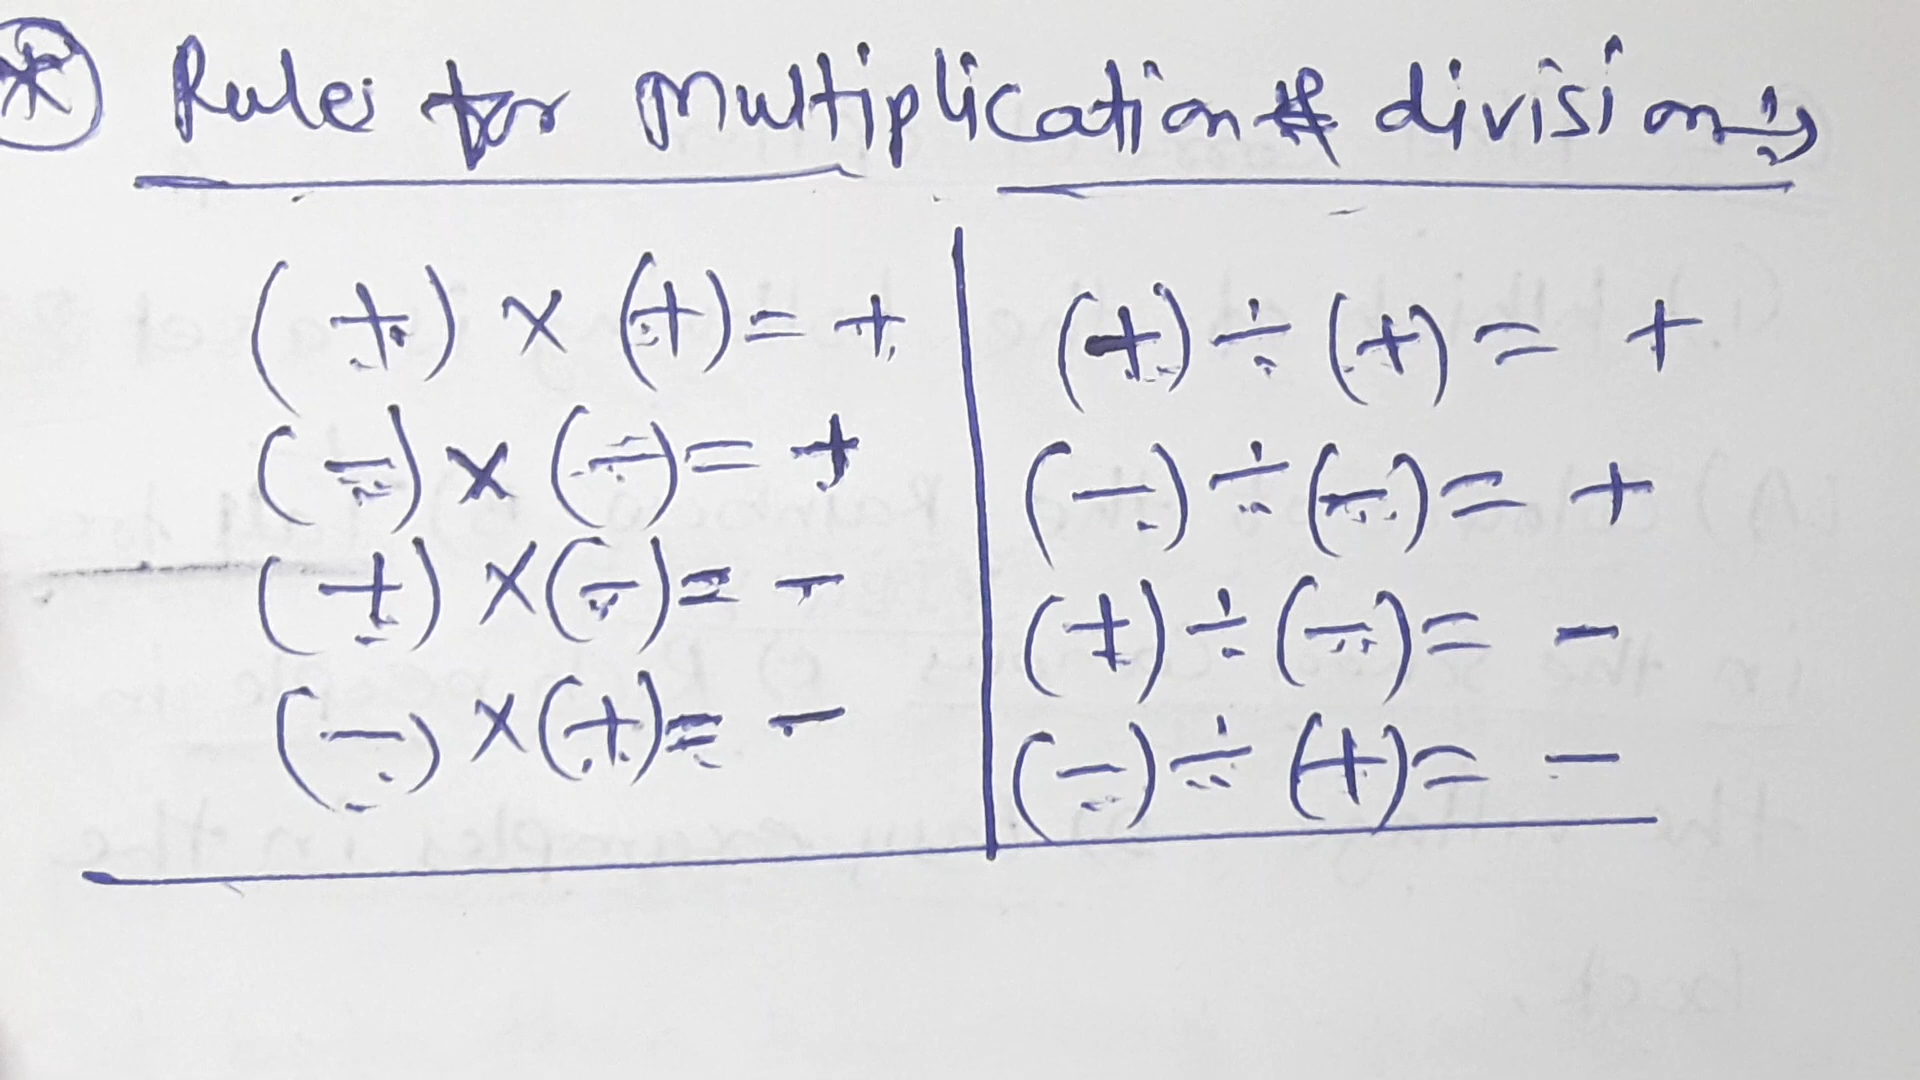 * Rules for Multiplication & division:→
(+) × (+) = +
(-) × (-) = +
(+) × (-) = -
(-) × (+) = -
(+) ÷ (+) = +
(-) ÷ (-) = +
(+) ÷ (-) = -
(-) ÷ (+) = -